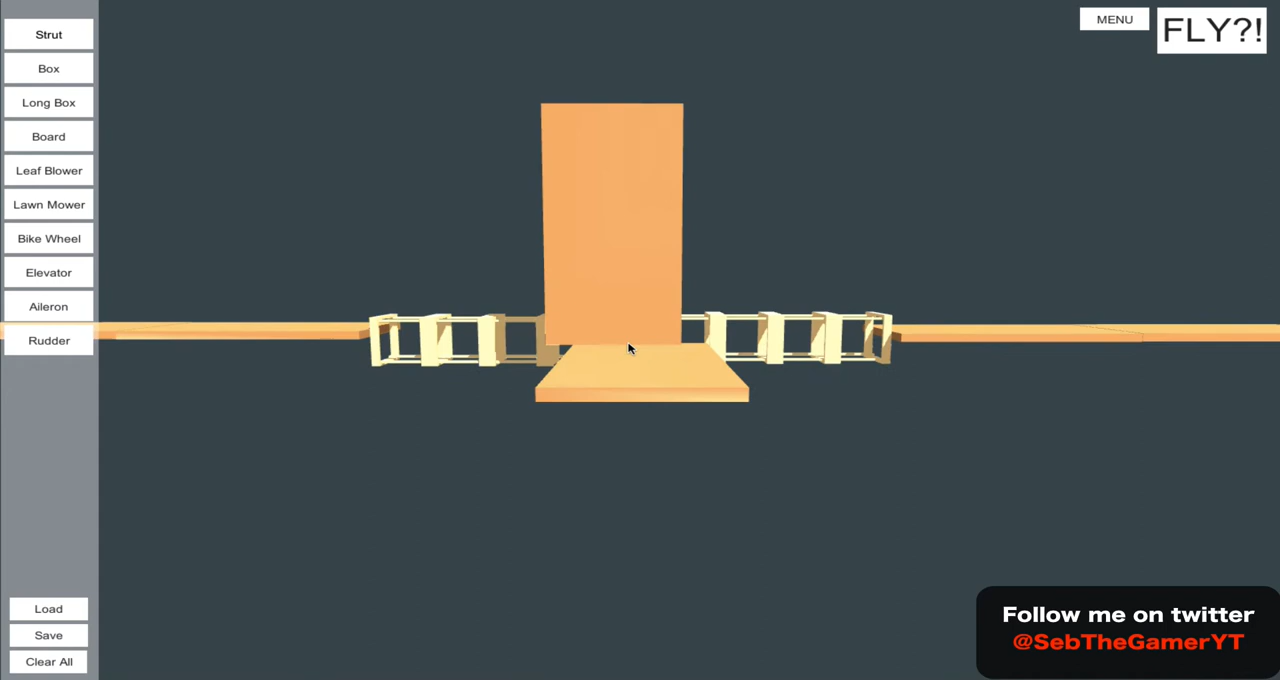 MENU
FLY?!
Strut
Box
Long Box
Board
Leaf Blower
Lawn Mower
Bike Wheel
Elevator
Aileron
Rudder
Load
Save
Clear All
Follow me on twitter
@SebTheGamerYT